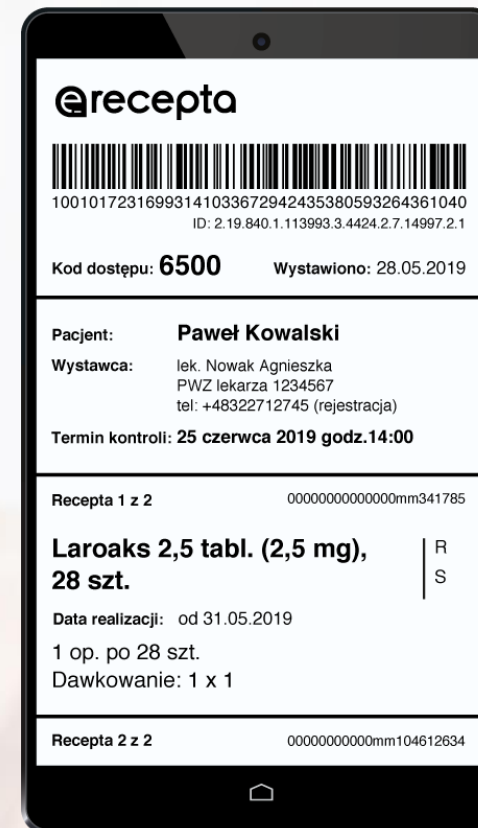 erecepta
10010172316993141033672942435380593264361040
ID: 2.19.840.1.113993.3.4424.2.7.14997.2.1
Kod dostępu: 6500 Wystawiono: 28.05.2019
Pacjent: Paweł Kowalski
Wystawca: lek. Nowak Agnieszka
PWZ lekarza 1234567
tel: +48322712745 (rejestracja)
Termin kontroli: 25 czerwca 2019 godz.14:00
Recepta 1 z 2 00000000000000mm341785
Laroaks 2,5 tabl. (2,5 mg), R
28 szt. S
Data realizacji: od 31.05.2019
1 op. po 28 szt.
Dawkowanie: 1 x 1
Recepta 2 z 2 00000000000mm104612634